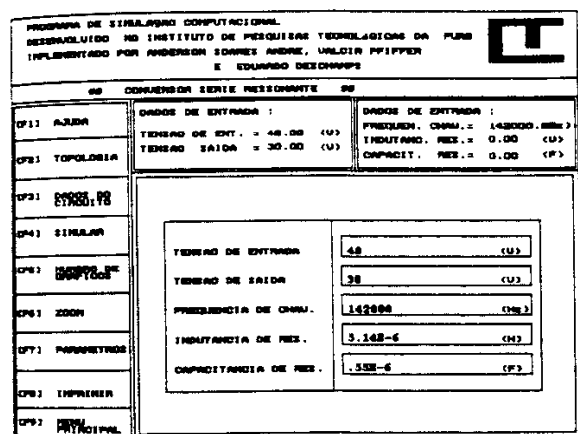 PROGRAMA DE SIMULAÇÃO COMPUTACIONAL
DESENVOLVIDO NO INSTITUTO DE PESQUISAS TECNOLÓGICAS DA FURB
IMPLEMENTADO POR ANDERSON SOARES ANDRE, VALDIR PFIFFER
E EDUARDO DESCHAMPS
CONVERSOR SERIE RESSONANTE
[F1] AJUDA
[F2] TOPOLOGIA
[F3] DADOS DO CIRCUITO
[F4] SIMULAR
[F5] GRAFICOS
[F6] ZOOM
[F7] PARAMETROS
[F8] IMPRIMIR
[F9] MENU PRINCIPAL
DADOS DE ENTRADA :
TENSAO DE ENT. = 48.00 (V)
TENSAO SAIDA = 30.00 (V)
DADOS DE ENTRADA :
FREQUEN. CHAV.= 142000.00Hz)
INDUTANC. RES.= 0.00 (V)
CAPACIT. RES.= 0.00 (F)
TENSAO DE ENTRADA 48 (V)
TENSAO DE SAIDA 30 (V)
FREQUENCIA DE CHAV. 142000 (Hz)
INDUTANCIA DE RES. 3.14E-6 (H)
CAPACITANCIA DE RES. .55E-6 (F)